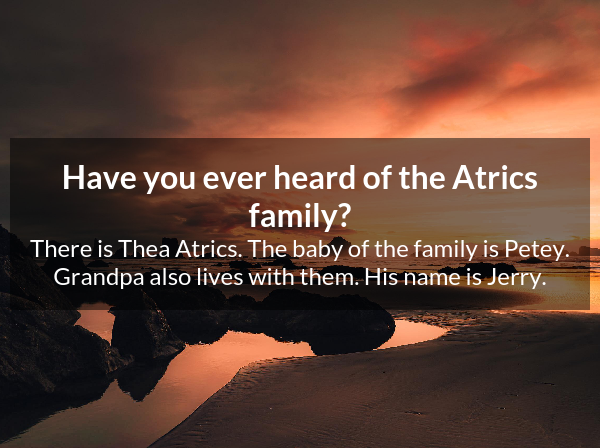 Have you ever heard of the Atrics
family?
There is Thea Atrics. The baby of the family is Petey.
Grandpa also lives with them. His name is Jerry.